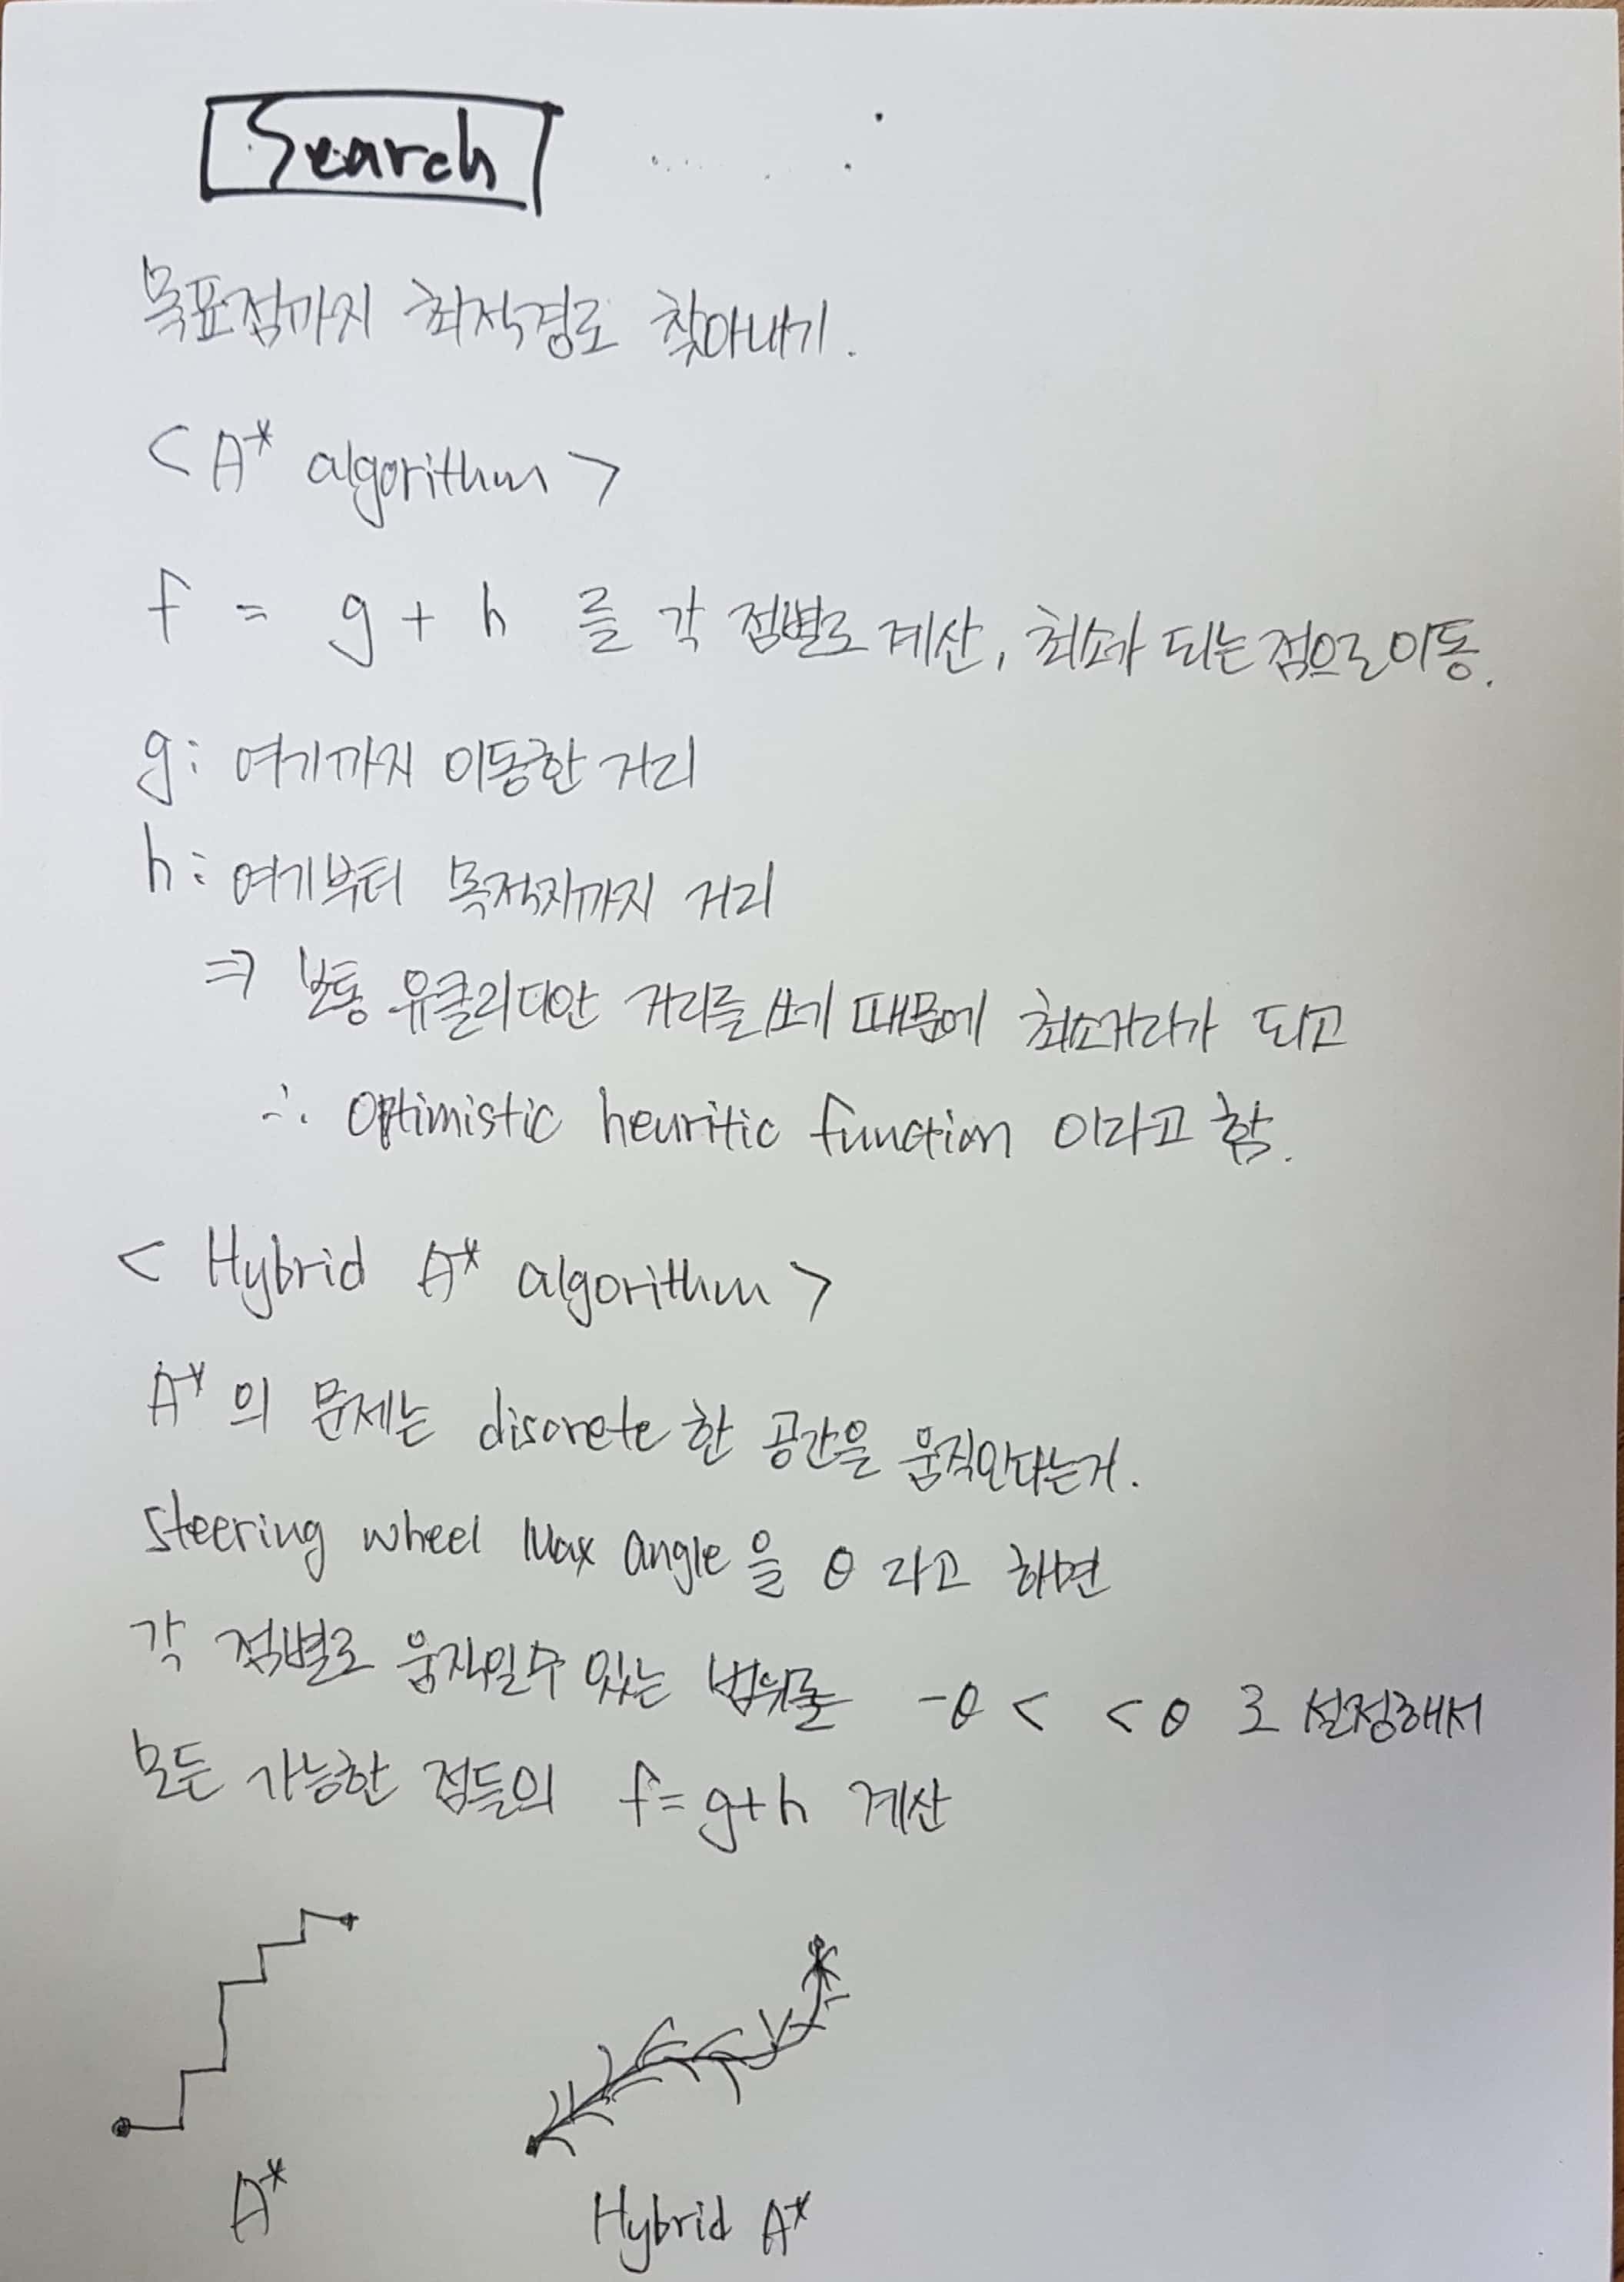 Search
목표점까지 최적경로 찾아내기.
< A* algorithm >
f = g + h 를 각 점별로 계산, 최소가 되는 점으로 이동.
g: 여기까지 이동한 거리
h: 여기부터 목적지까지 거리
⇒ 보통 유클리디안 거리를 쓰기 때문에 최소거리가 되고
∴ Optimistic heuritic function 이라고 함.
< Hybrid A* algorithm >
A* 의 문제는 discrete 한 공간을 움직인다는거.
steering wheel Max angle 을 θ 라고 하면
각 점별로 움직일수 있는 범위를 -θ < < θ 로 설정해서
모든 가능한 점들의 f=g+h 계산
A*
Hybrid A*